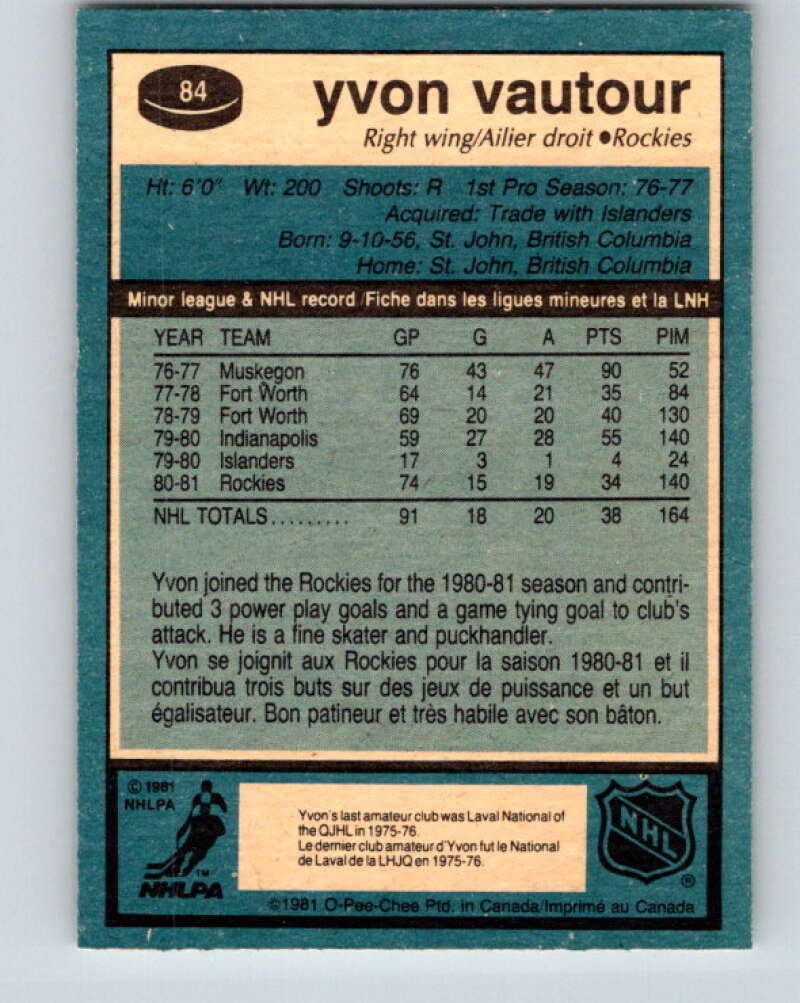 84
yvon vautour
Right wing/Ailier droit ●Rockies
Ht: 6'0" Wt: 200 Shoots: R 1st Pro Season: 76-77
Acquired: Trade with Islanders
Born: 9-10-56, St. John, British Columbia
Home: St. John, British Columbia
Minor league & NHL record/Fiche dans les ligues mineures et la LNH
YEAR TEAM GP G A PTS PIM
76-77 Muskegon 76 43 47 90 52
77-78 Fort Worth 64 14 21 35 84
78-79 Fort Worth 69 20 20 40 130
79-80 Indianapolis 59 27 28 55 140
79-80 Islanders 17 3 1 4 24
80-81 Rockies 74 15 19 34 140
NHL TOTALS......... 91 18 20 38 164
Yvon joined the Rockies for the 1980-81 season and contri-
buted 3 power play goals and a game tying goal to club's
attack. He is a fine skater and puckhandler.
Yvon se joignit aux Rockies pour la saison 1980-81 et il
contribua trois buts sur des jeux de puissance et un but
égalisateur. Bon patineur et très habile avec son bâton.
© 1981
NHLPA
TM
NHLPA
Yvon's last amateur club was Laval National of
the QJHL in 1975-76.
Le dernier club amateur d'Yvon fut le National
de Laval de la LHJQ en 1975-76.
NHL
®
©1981 O-Pee-Chee Ptd. in Canada/Imprimé au Canada